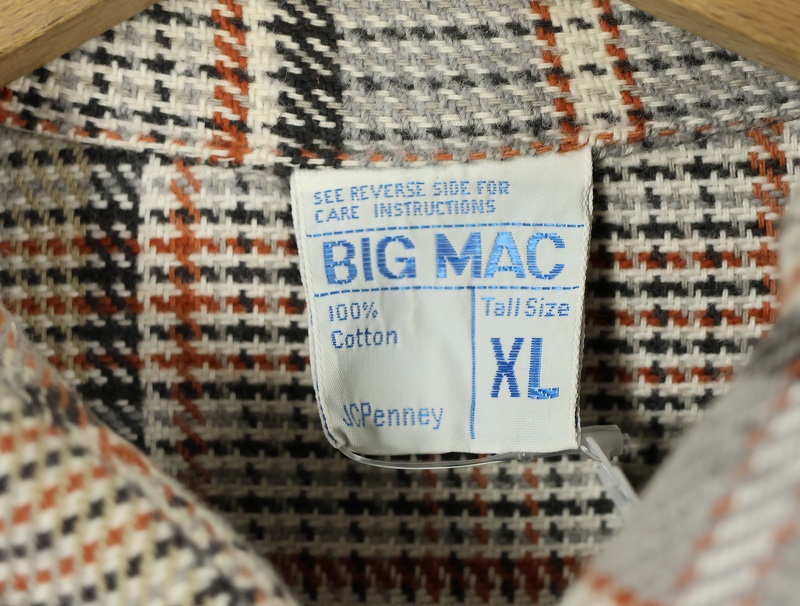 SEE REVERSE SIDE FOR
CARE INSTRUCTIONS
BIG MAC
100%
Cotton
JCPenney
Tall Size
XL